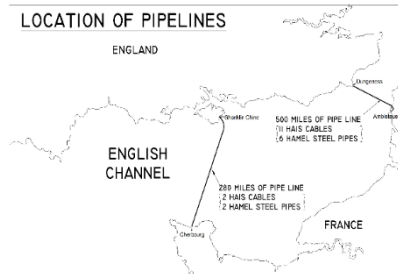 LOCATION OF PIPELINES
ENGLAND
Dungeness
Shanklin Chine
500 MILES OF PIPE LINE
11 HAIS CABLES
6 HAMEL STEEL PIPES
Ambleteuse
ENGLISH
CHANNEL
280 MILES OF PIPE LINE
2 HAIS CABLES
2 HAMEL STEEL PIPES
FRANCE
Cherbourg